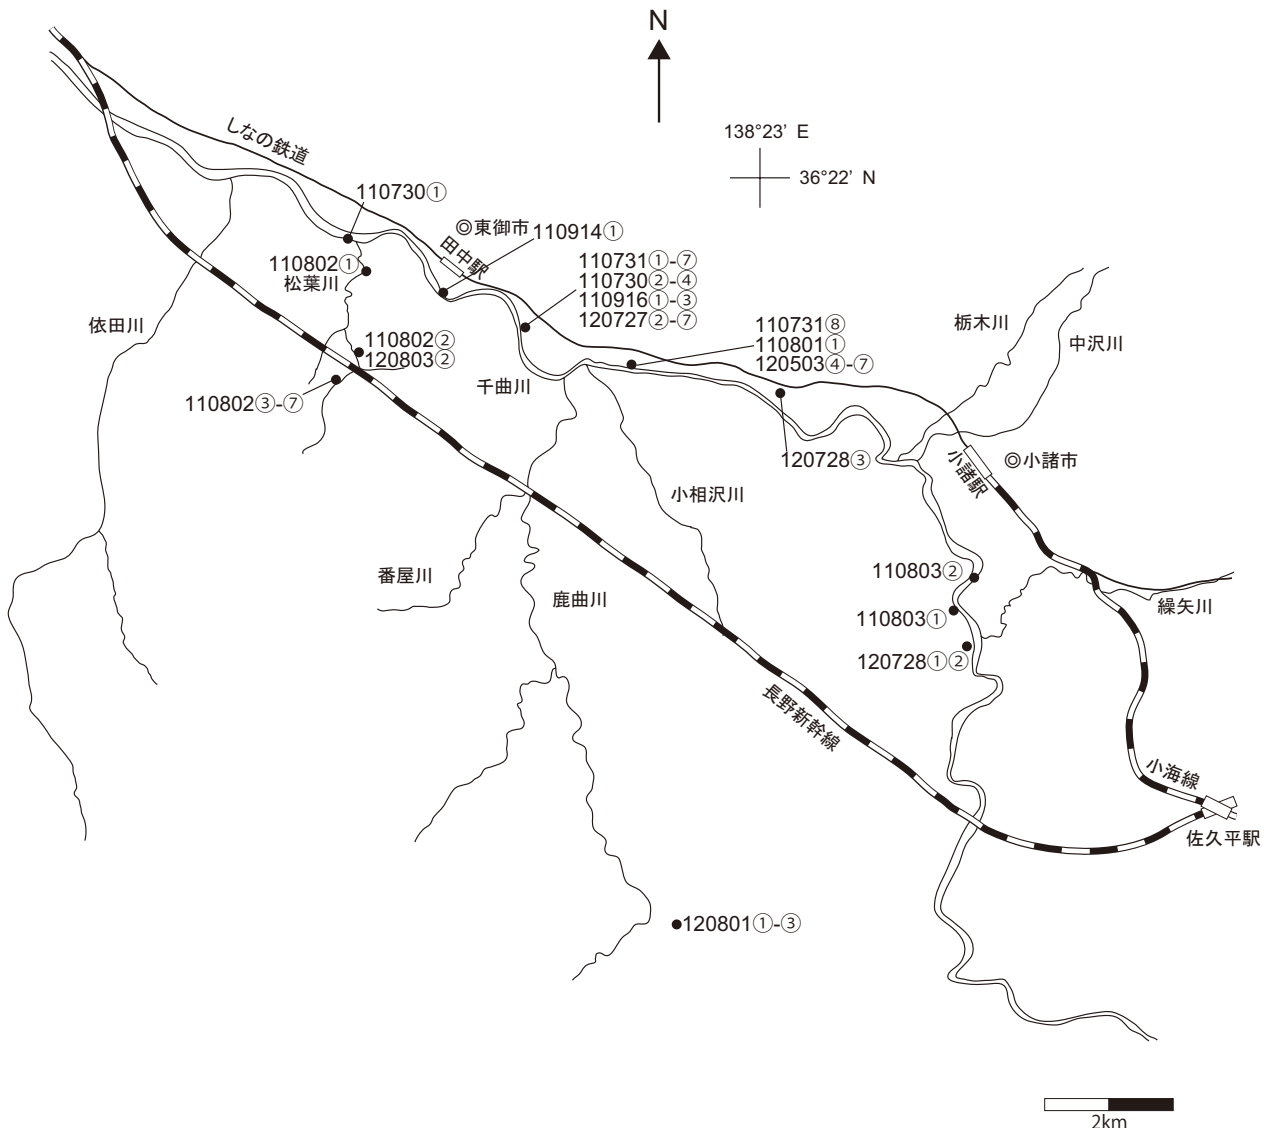 N
138°23' E
36°22' N
しなの鉄道
110730①
◎東御市
110914①
田中駅
110731①-⑦
110730②-④
110916①-③
120727②-⑦
110802①
松葉川
依田川
110802②
120803②
110802③-⑦
千曲川
110731⑧
110801①
120503④-⑦
栃木川
中沢川
120728③
小諸駅
◎小諸市
小相沢川
番屋川
鹿曲川
110803②
110803①
120728①②
繰矢川
長野新幹線
小海線
佐久平駅
120801①-③
2km